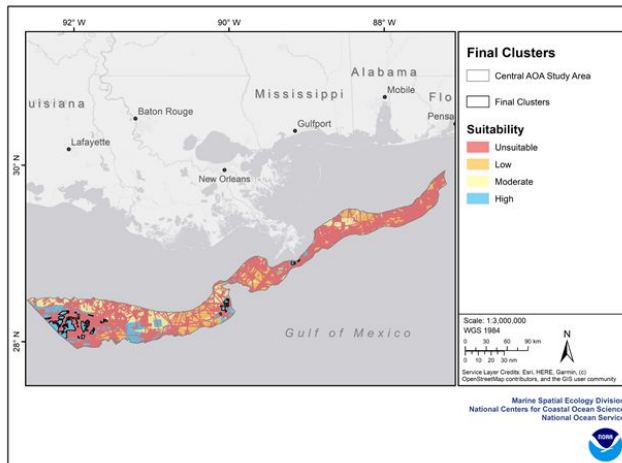 92° W 90° W 88° W
Final Clusters
Central AOA Study Area
Final Clusters
Suitability
Unsuitable
Low
Moderate
High
Alabama
Mobile
Mississippi
Flo
uisiana
Baton Rouge
Pensa
Gulfport
Lafayette
30° N
30° N
New Orleans
28° N
28° N
Gulf of Mexico
Scale: 1:3,000,000
WGS 1984
0 30 60 90 km
0 10 20 30 nm
N
Service Layer Credits: Esri, HERE, Garmin, (c)
OpenStreetMap contributors, and the GIS user community
Marine Spatial Ecology Division
National Centers for Coastal Ocean Science
National Ocean Service
NOAA